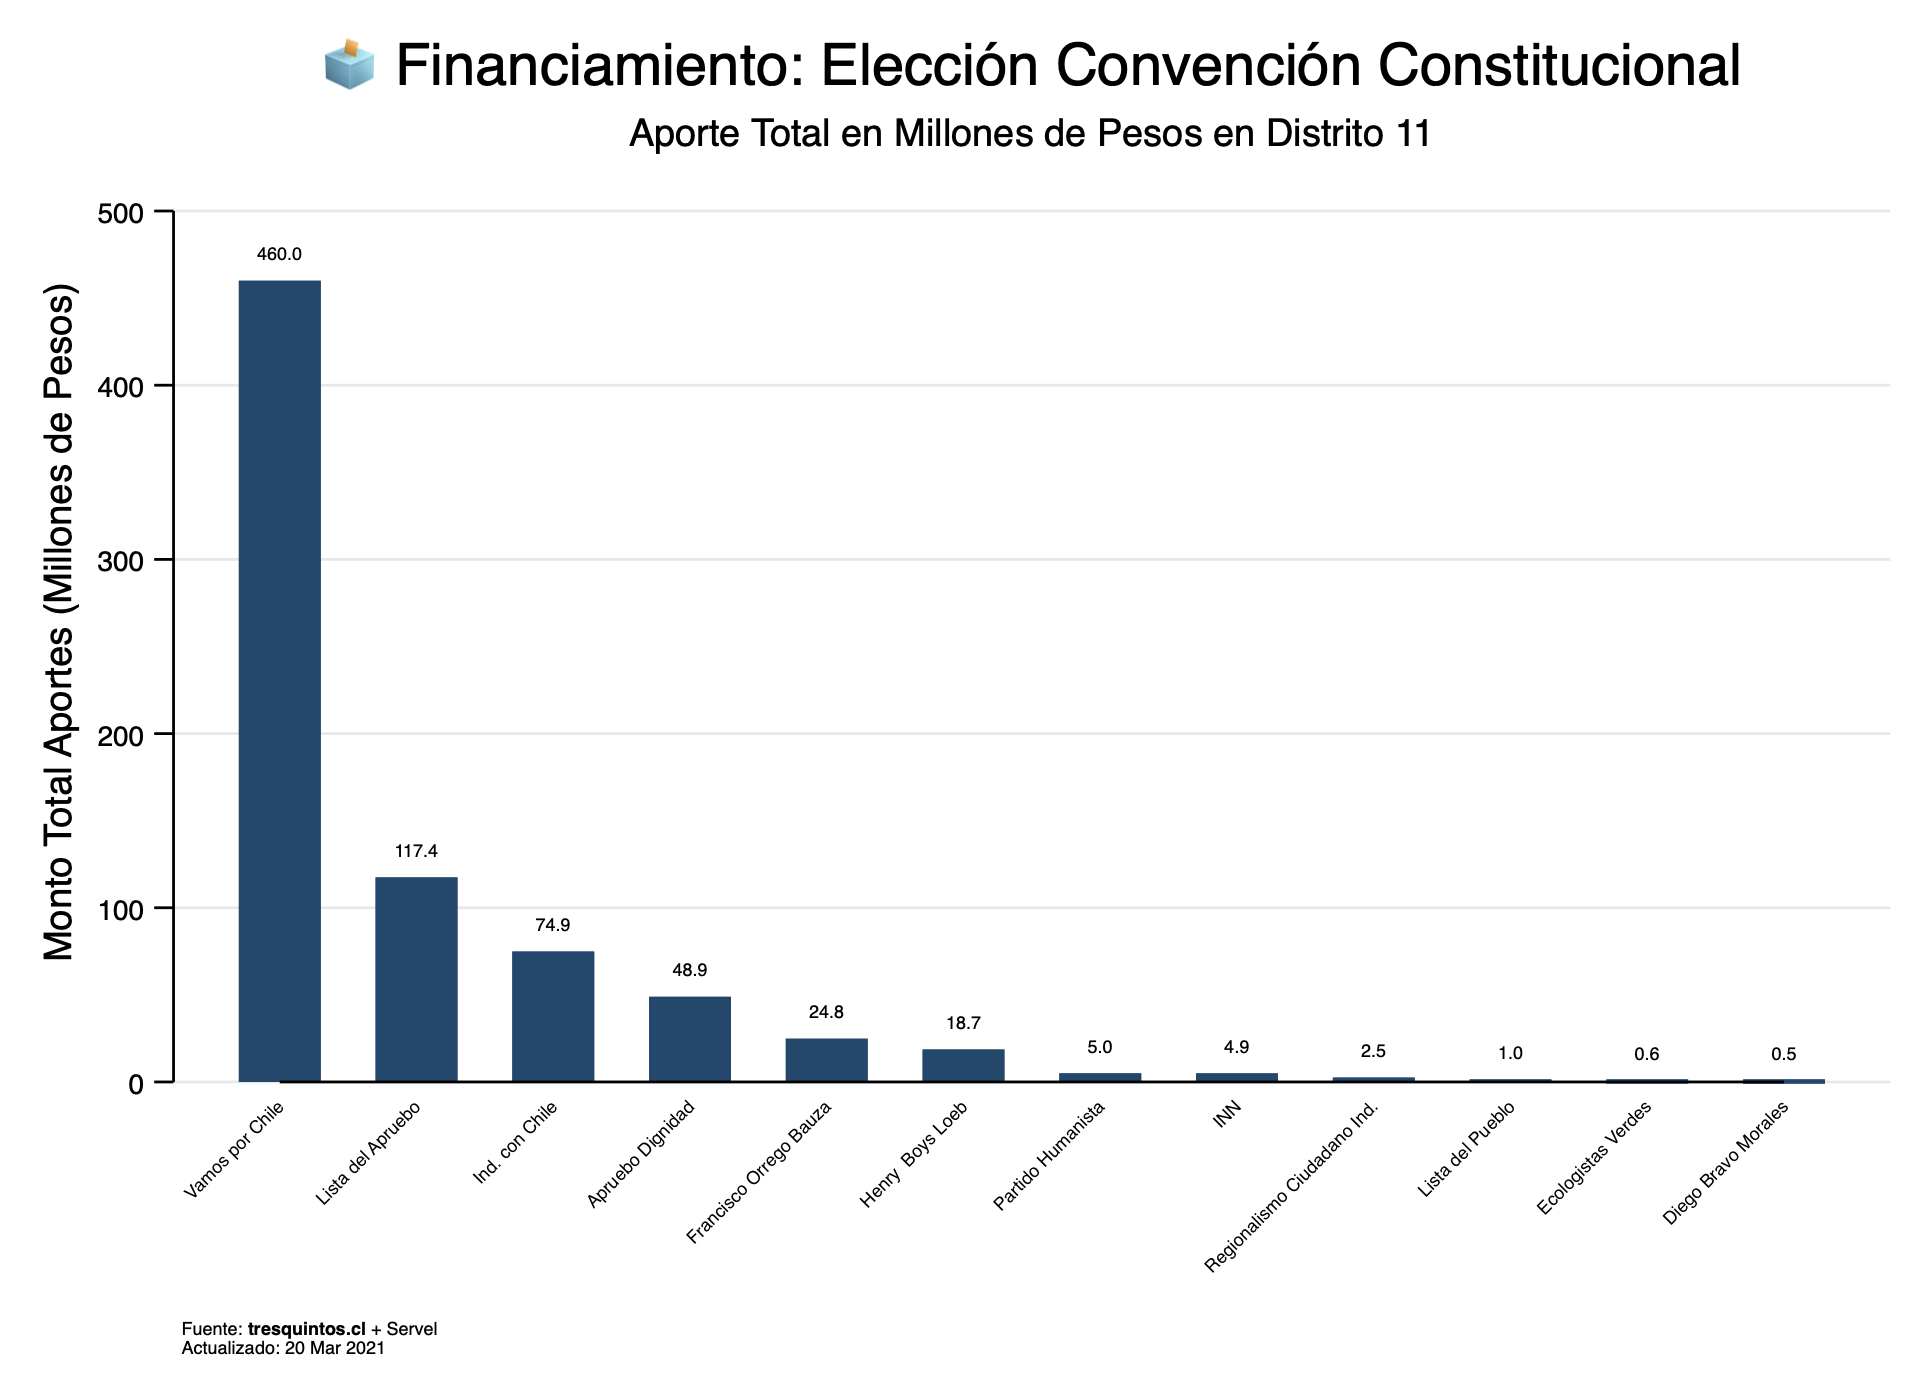 Financiamiento: Elección Convención Constitucional
Aporte Total en Millones de Pesos en Distrito 11
Monto Total Aportes (Millones de Pesos)
500
400
300
200
100
0
460.0
117.4
74.9
48.9
24.8
18.7
5.0
4.9
2.5
1.0
0.6
0.5
Vamos por Chile
Lista del Apruebo
Ind. con Chile
Apruebo Dignidad
Francisco Orrego Bauza
Henry  Boys Loeb
Partido Humanista
INN
Regionalismo Ciudadano Ind.
Lista del Pueblo
Ecologistas Verdes
Diego Bravo Morales
Fuente: tresquintos.cl + Servel
Actualizado: 20 Mar 2021